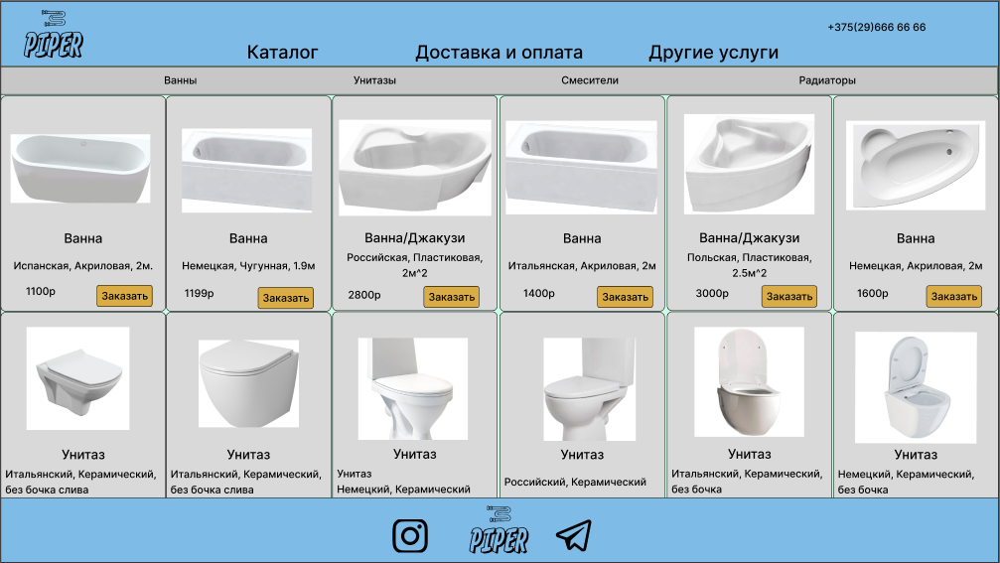 PIPER
+375(29)666 66 66
Каталог
Доставка и оплата
Другие услуги
Ванны
Унитазы
Смесители
Радиаторы
Ванна
Испанская, Акриловая, 2м.
1100р
Заказать
Ванна
Немецкая, Чугунная, 1.9м
1199р
Заказать
Ванна/Джакузи
Российская, Пластиковая,
2м^2
2800р
Заказать
Ванна
Итальянская, Акриловая, 2м
1400р
Заказать
Ванна/Джакузи
Польская, Пластиковая,
2.5м^2
3000р
Заказать
Ванна
Немецкая, Акриловая, 2м
1600р
Заказать
Унитаз
Итальянский, Керамический,
без бочка слива
Унитаз
Итальянский, Керамический,
без бочка слива
Унитаз
Унитаз
Немецкий, Керамический
Унитаз
Российский, Керамический
Унитаз
Итальянский, Керамический,
без бочка
Унитаз
Немецкий, Керамический,
без бочка
PIPER